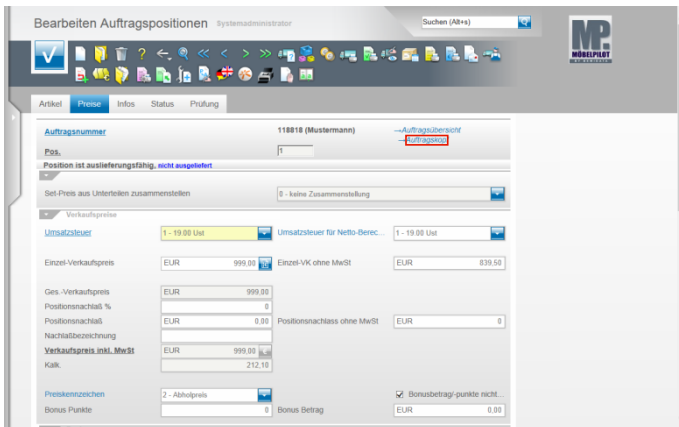 Bearbeiten Auftragspositionen Systemadministrator
Suchen (Alt+s)
MP
MÖBELPILOT
Artikel Preise Infos Status Prüfung
Auftragsnummer 118818 (Mustermann) →Auftragsübersicht
→Auftragskopf
Pos. 1
Position ist auslieferungsfähig, nicht ausgeliefert
Set-Preis aus Unterteilen zusammenstellen 0 - keine Zusammenstellung
Verkaufspreise
Umsatzsteuer 1 - 19.00 Ust Umsatzsteuer für Netto-Berec... 1 - 19.00 Ust
Einzel-Verkaufspreis EUR 999,00 Einzel-VK ohne MwSt EUR 839,50
Ges.-Verkaufspreis EUR 999,00
Positionsnachlaß % 0
Positionsnachlaß EUR 0,00 Positionsnachlass ohne MwSt EUR 0
Nachlaßbezeichnung
Verkaufspreis inkl. MwSt EUR 999,00
Kalk. 212,10
Preiskennzeichen 2 - Abholpreis Bonusbetrag/-punkte nicht...
Bonus Punkte 0 Bonus Betrag EUR 0,00